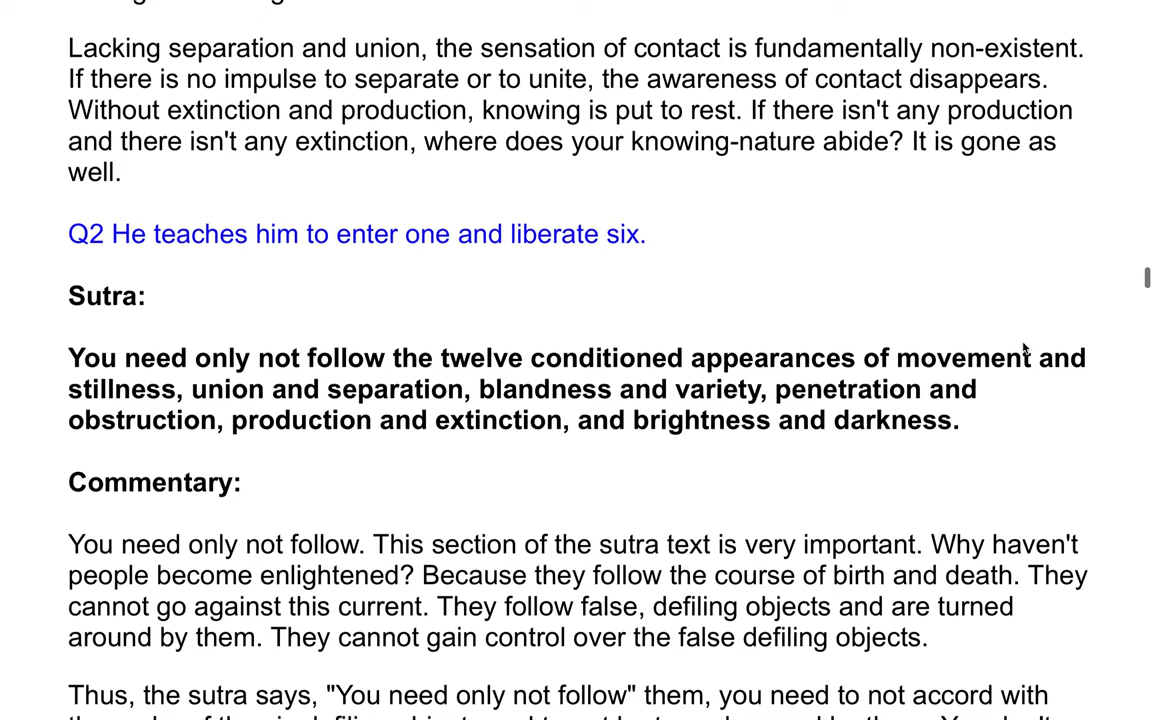 Lacking separation and union, the sensation of contact is fundamentally non-existent.
If there is no impulse to separate or to unite, the awareness of contact disappears.
Without extinction and production, knowing is put to rest. If there isn't any production
and there isn't any extinction, where does your knowing-nature abide? It is gone as
well.
Q2 He teaches him to enter one and liberate six.
Sutra:
You need only not follow the twelve conditioned appearances of movement and
stillness, union and separation, blandness and variety, penetration and
obstruction, production and extinction, and brightness and darkness.
Commentary:
You need only not follow. This section of the sutra text is very important. Why haven't
people become enlightened? Because they follow the course of birth and death. They
cannot go against this current. They follow false, defiling objects and are turned
around by them. They cannot gain control over the false defiling objects.
Thus, the sutra says, "You need only not follow" them, you need to not accord with